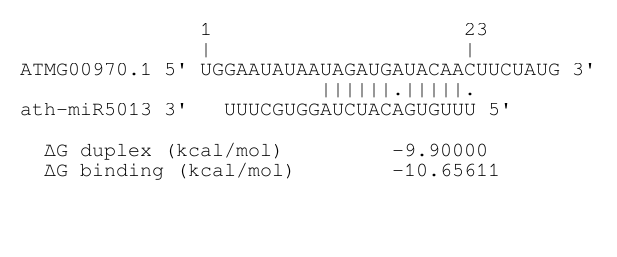 1 23
| |
ATMG00970.1 5' UGGAAUAUAAUAGAUGAUACAACUUCUAUG 3'
||||||.|||||.
ath-miR5013 3' UUUCGUGGAUCUACAGUGUUU 5'
ΔG duplex (kcal/mol) -9.90000
ΔG binding (kcal/mol) -10.65611